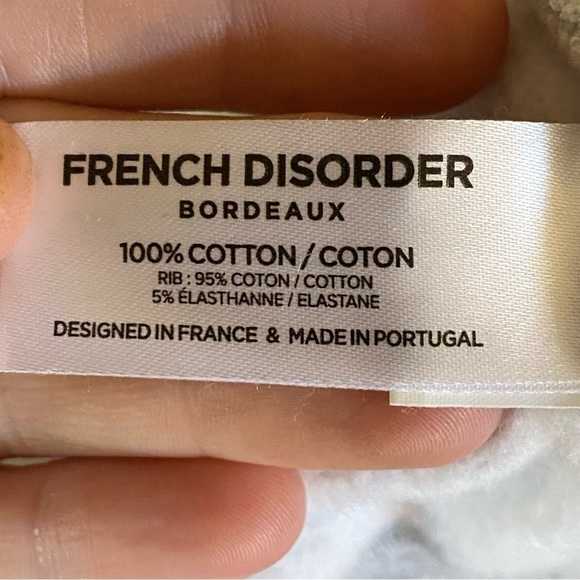 FRENCH DISORDER
BORDEAUX
100% COTTON / COTON
RIB : 95% COTON / COTTON
5% ÉLASTHANNE / ELASTANE
DESIGNED IN FRANCE & MADE IN PORTUGAL